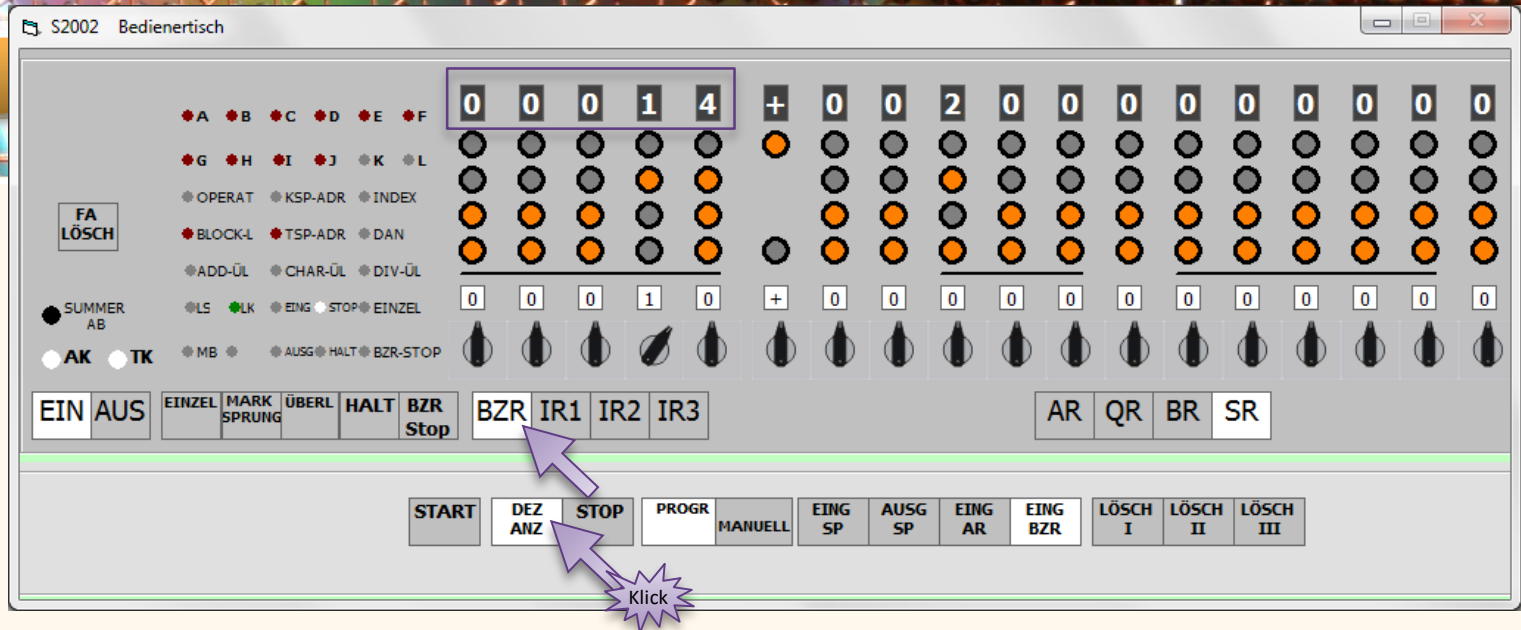 S2002 Bedienertisch
0 0 0 1 4 + 0 0 2 0 0 0 0 0 0 0 0 0
A B C D E F
G H I J K L
OPERAT KSP-ADR INDEX
FA
LÖSCH
BLOCK-L TSP-ADR DAN
ADD-ÜL CHAR-ÜL DIV-ÜL
0 0 0 1 0 + 0 0 0 0 0 0 0 0 0 0 0 0
SUMMER
AB
LS LK EING STOP EINZEL
AK TK
MB AUSG HALT BZR-STOP
EIN AUS
EINZEL
MARK
SPRUNG
ÜBERL
HALT
BZR
Stop
BZR IR1 IR2 IR3
AR QR BR SR
START
DEZ
ANZ
STOP
PROGR
MANUELL
EING
SP
AUSG
SP
EING
AR
EING
BZR
LÖSCH
I
LÖSCH
II
LÖSCH
III
Klick